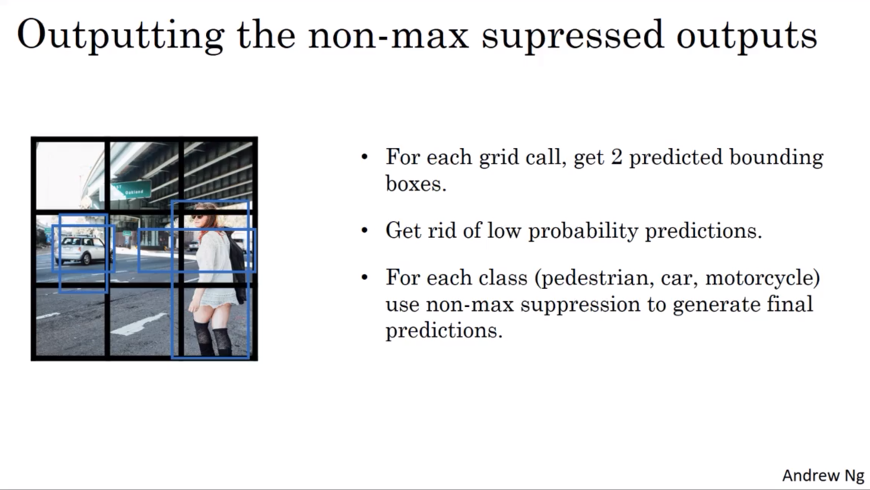 Outputting the non-max supressed outputs
• For each grid call, get 2 predicted bounding
boxes.
• Get rid of low probability predictions.
• For each class (pedestrian, car, motorcycle)
use non-max suppression to generate final
predictions.
Oakland
Andrew Ng